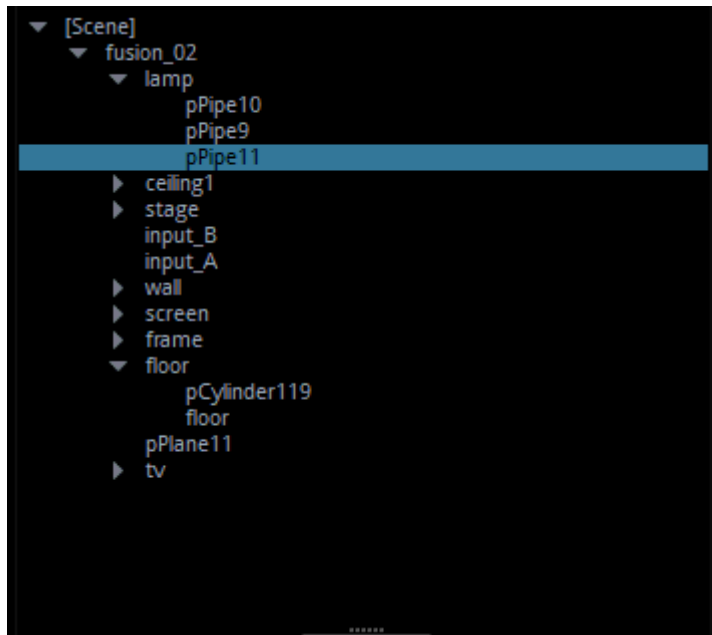 [Scene]
fusion_02
lamp
pPipe10
pPipe9
pPipe11
ceiling1
stage
input_B
input_A
wall
screen
frame
floor
pCylinder119
floor
pPlane11
tv